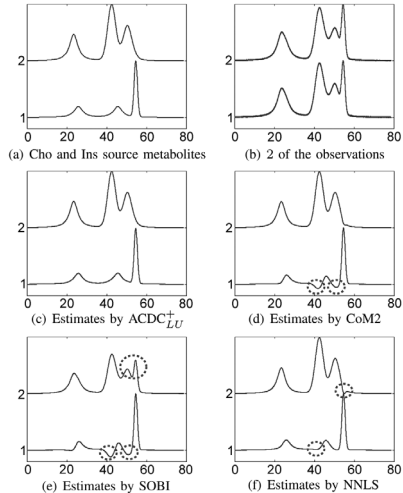 2
1
0 20 40 60 80
(a) Cho and Ins source metabolites
2
1
0 20 40 60 80
(b) 2 of the observations
2
1
0 20 40 60 80
(c) Estimates by ACDC⁺_LU
2
1
0 20 40 60 80
(d) Estimates by CoM2
2
1
0 20 40 60 80
(e) Estimates by SOBI
2
1
0 20 40 60 80
(f) Estimates by NNLS